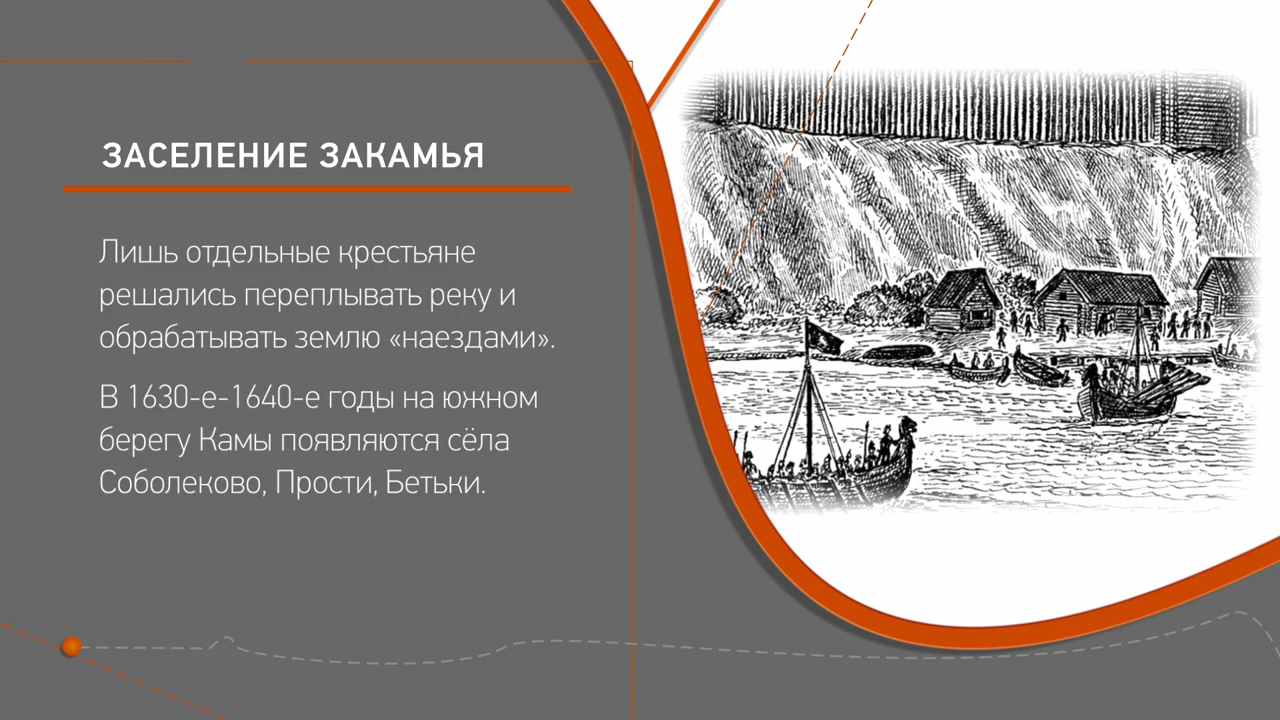 ЗАСЕЛЕНИЕ ЗАКАМЬЯ
Лишь отдельные крестьяне
решались переплывать реку и
обрабатывать землю «наездами».
В 1630-е-1640-е годы на южном
берегу Камы появляются сёла
Соболеково, Прости, Бетьки.